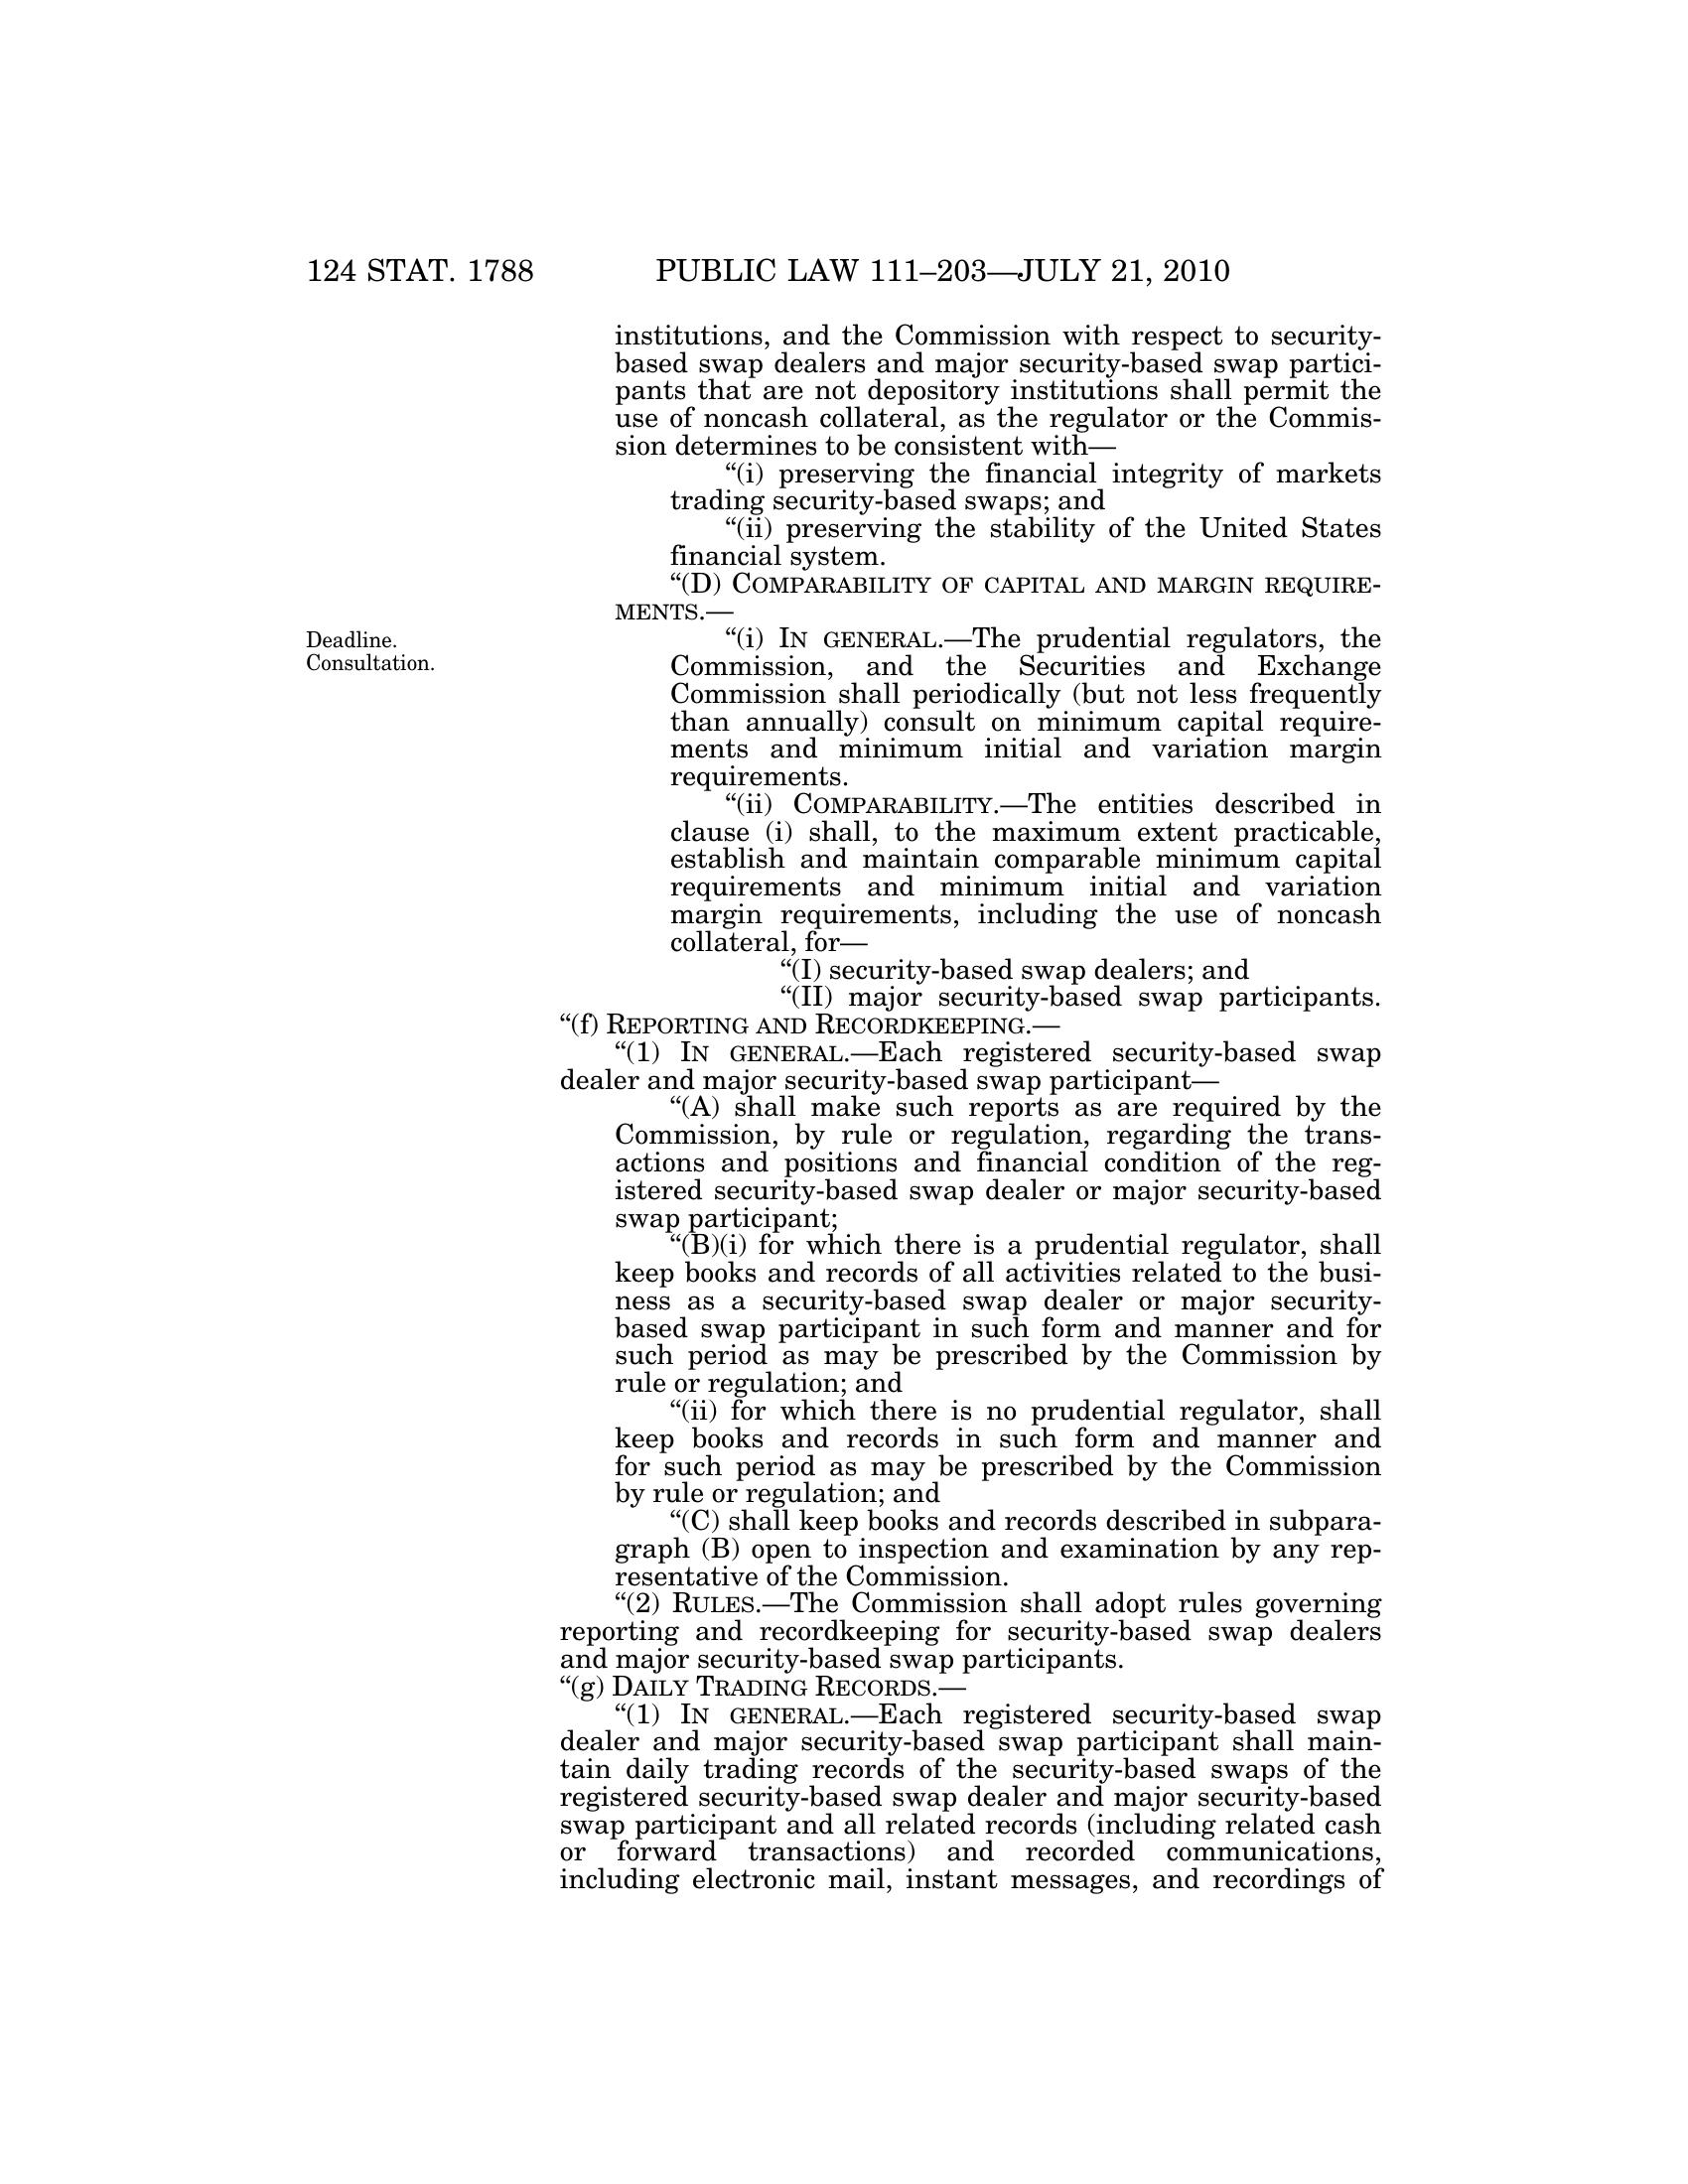 124 STAT. 1788 PUBLIC LAW 111–203—JULY 21, 2010
institutions, and the Commission with respect to security-
based swap dealers and major security-based swap partici-
pants that are not depository institutions shall permit the
use of noncash collateral, as the regulator or the Commis-
sion determines to be consistent with—
“(i) preserving the financial integrity of markets
trading security-based swaps; and
“(ii) preserving the stability of the United States
financial system.
“(D) COMPARABILITY OF CAPITAL AND MARGIN REQUIRE-
MENTS.—
Deadline.
Consultation.
“(i) IN GENERAL.—The prudential regulators, the
Commission, and the Securities and Exchange
Commission shall periodically (but not less frequently
than annually) consult on minimum capital require-
ments and minimum initial and variation margin
requirements.
“(ii) COMPARABILITY.—The entities described in
clause (i) shall, to the maximum extent practicable,
establish and maintain comparable minimum capital
requirements and minimum initial and variation
margin requirements, including the use of noncash
collateral, for—
“(I) security-based swap dealers; and
“(II) major security-based swap participants.
“(f) REPORTING AND RECORDKEEPING.—
“(1) IN GENERAL.—Each registered security-based swap
dealer and major security-based swap participant—
“(A) shall make such reports as are required by the
Commission, by rule or regulation, regarding the trans-
actions and positions and financial condition of the reg-
istered security-based swap dealer or major security-based
swap participant;
“(B)(i) for which there is a prudential regulator, shall
keep books and records of all activities related to the busi-
ness as a security-based swap dealer or major security-
based swap participant in such form and manner and for
such period as may be prescribed by the Commission by
rule or regulation; and
“(ii) for which there is no prudential regulator, shall
keep books and records in such form and manner and
for such period as may be prescribed by the Commission
by rule or regulation; and
“(C) shall keep books and records described in subpara-
graph (B) open to inspection and examination by any rep-
resentative of the Commission.
“(2) RULES.—The Commission shall adopt rules governing
reporting and recordkeeping for security-based swap dealers
and major security-based swap participants.
“(g) DAILY TRADING RECORDS.—
“(1) IN GENERAL.—Each registered security-based swap
dealer and major security-based swap participant shall main-
tain daily trading records of the security-based swaps of the
registered security-based swap dealer and major security-based
swap participant and all related records (including related cash
or forward transactions) and recorded communications,
including electronic mail, instant messages, and recordings of